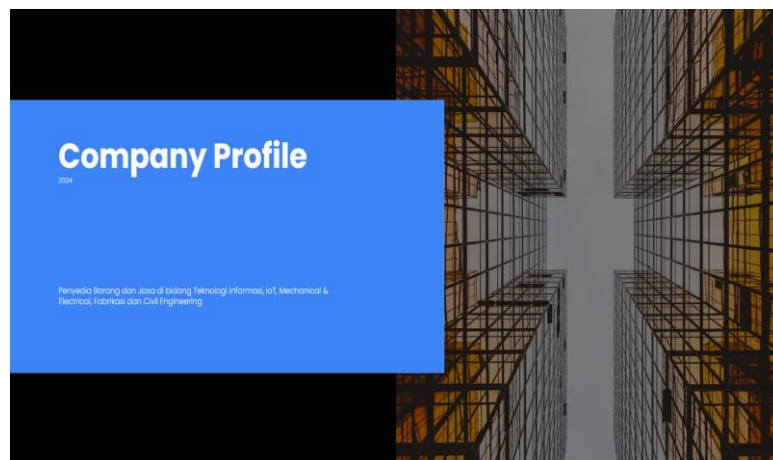 Company Profile
2024
Penyedia Barang dan Jasa di bidang Teknologi Informasi, IoT, Mechanical &
Electrical, Fabrikasi dan Civil Engineering